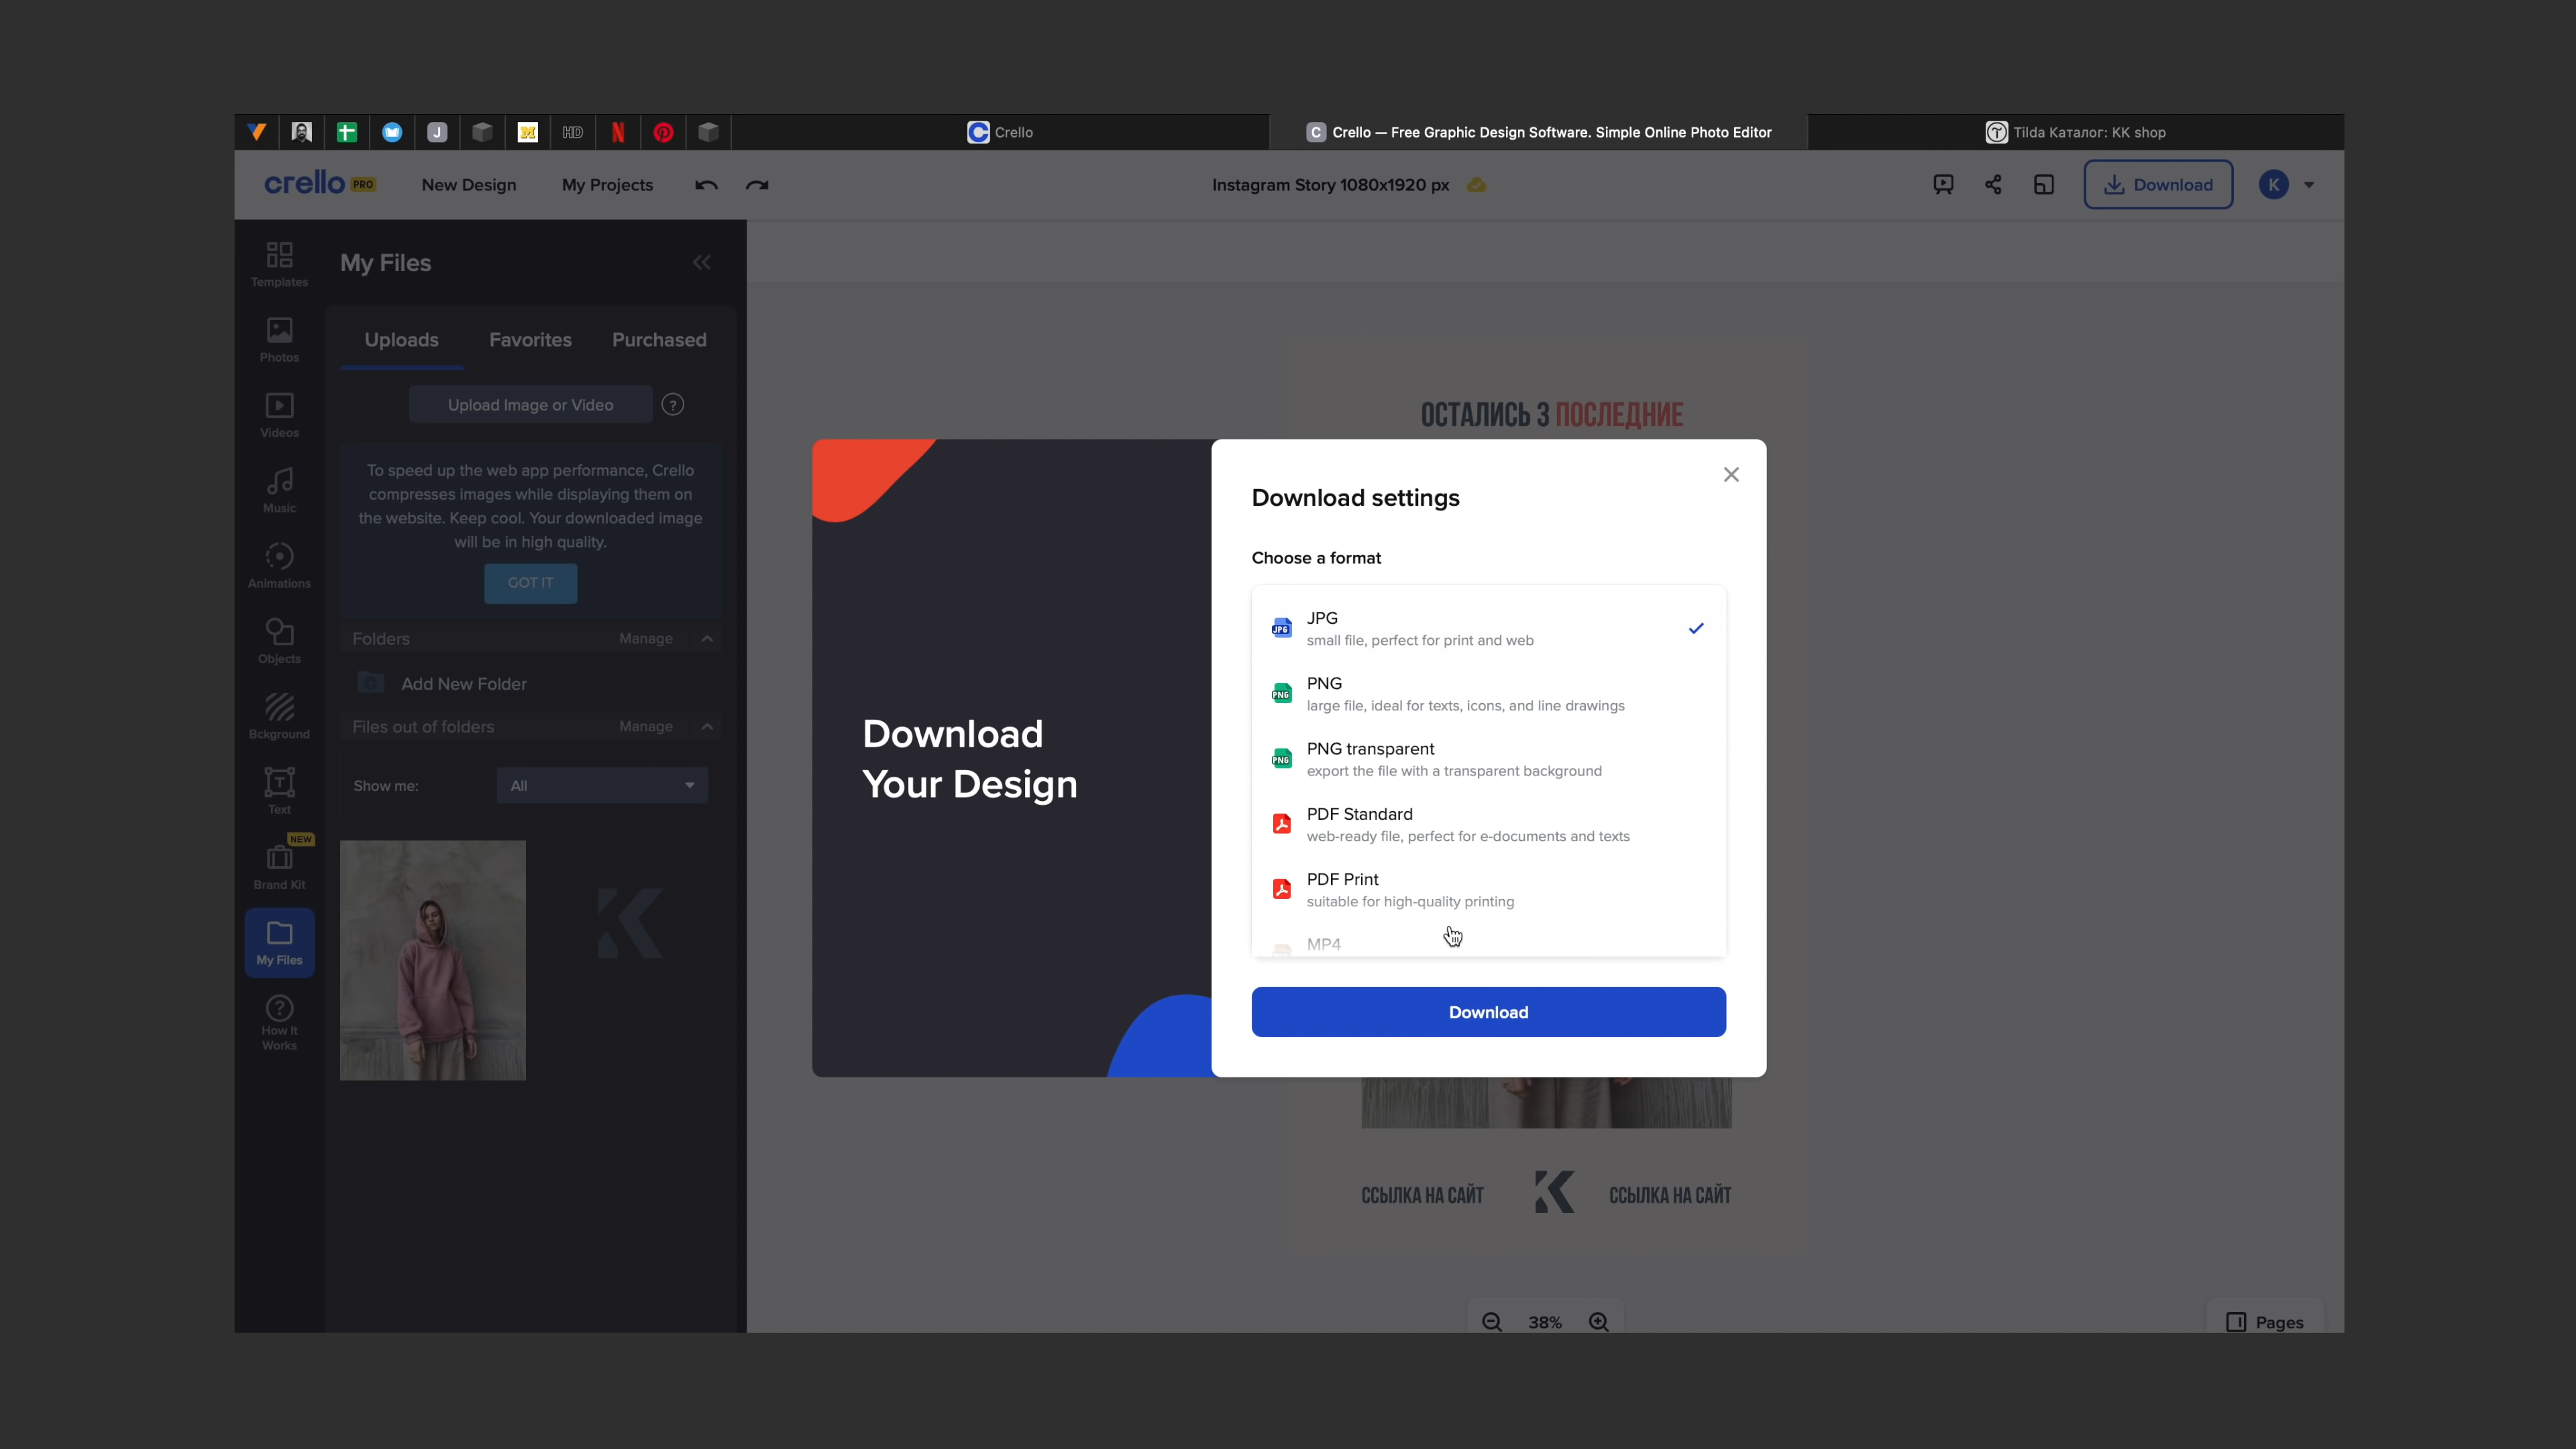 J
HD
Crello
C Crello — Free Graphic Design Software. Simple Online Photo Editor
Tilda Каталог: KK shop
crello PRO
New Design
My Projects
Instagram Story 1080x1920 px
Download
K
My Files
Templates
Photos
Videos
Music
Animations
Objects
Bckground
Text
NEW
Brand Kit
My Files
How It
Works
Uploads
Favorites
Purchased
Upload Image or Video
?
To speed up the web app performance, Crello
compresses images while displaying them on
the website. Keep cool. Your downloaded image
will be in high quality.
GOT IT
Folders
Manage
Add New Folder
Files out of folders
Manage
Show me:
All
K
ОСТАЛИСЬ 3 ПОСЛЕДНИЕ
Download
Your Design
Download settings
Choose a format
JPG
JPG
small file, perfect for print and web
PNG
PNG
large file, ideal for texts, icons, and line drawings
PNG
PNG transparent
export the file with a transparent background
PDF Standard
web-ready file, perfect for e-documents and texts
PDF Print
suitable for high-quality printing
MP4
Download
ССЫЛКА НА САЙТ
K
ССЫЛКА НА САЙТ
38%
Pages